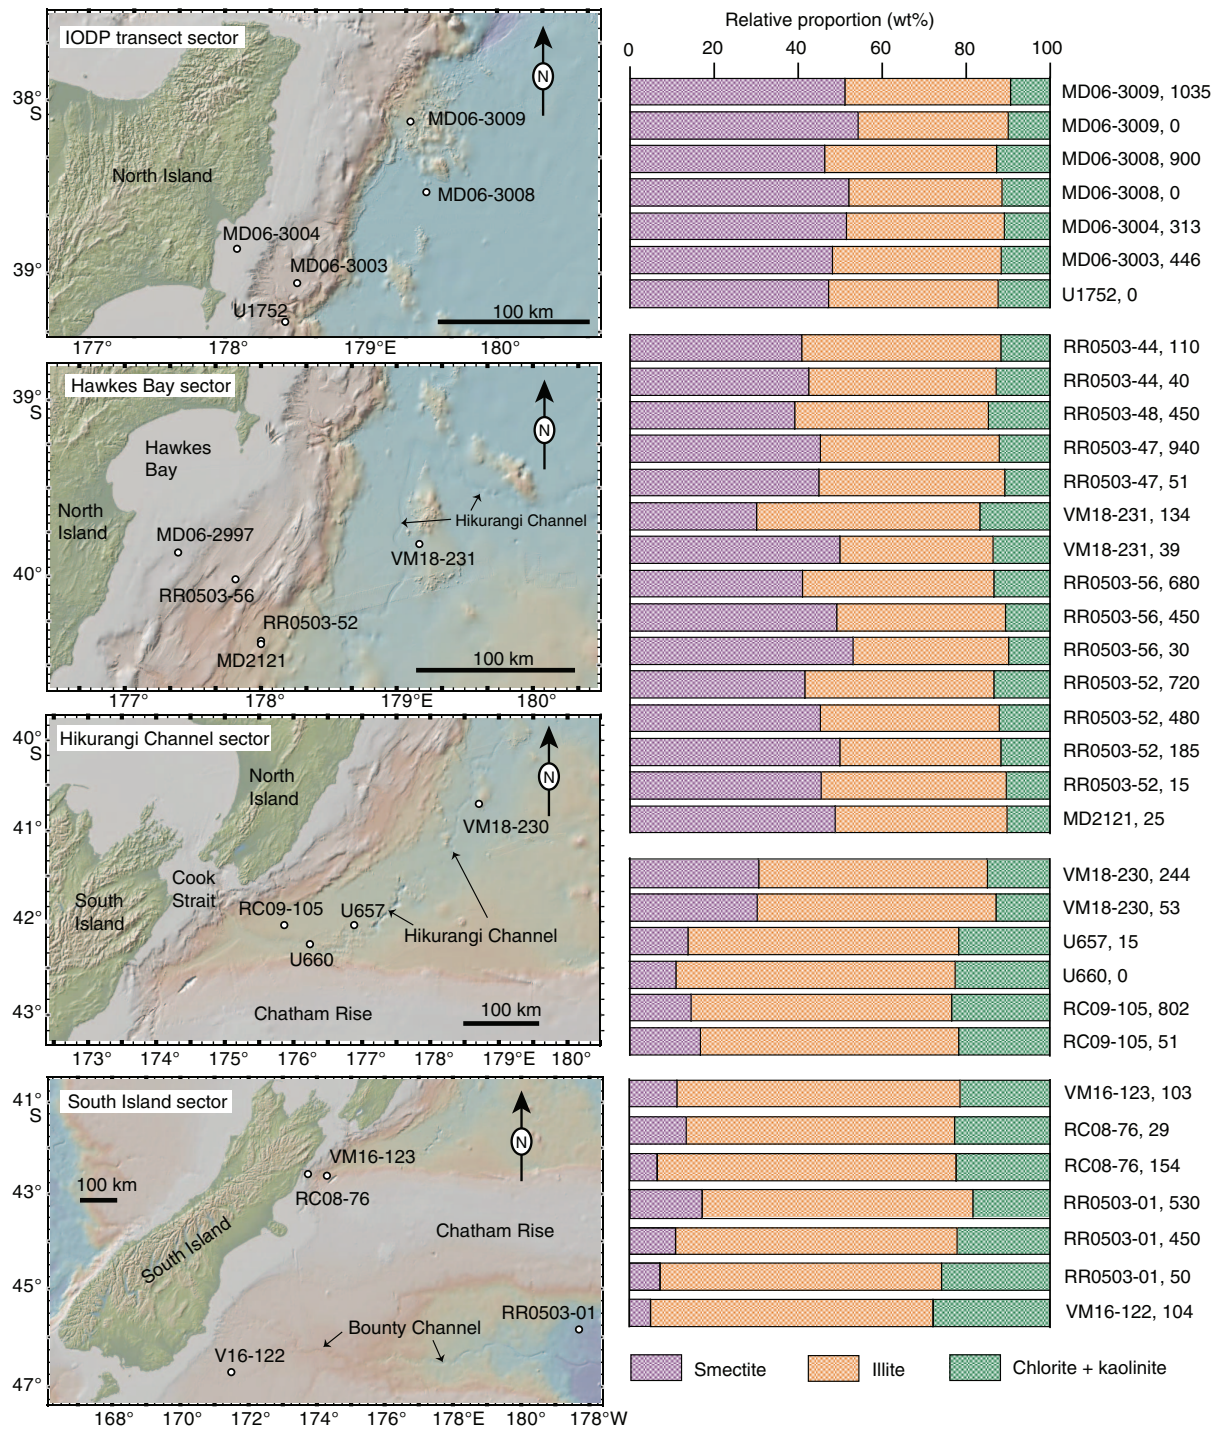 IODP transect sector
N
MD06-3009
North Island
MD06-3008
MD06-3004
MD06-3003
U1752
100 km
38°
S
39°
177°
178°
179°E
180°
Hawkes Bay sector
N
Hawkes
Bay
North
Island
Hikurangi Channel
MD06-2997
VM18-231
RR0503-56
RR0503-52
MD2121
100 km
39°
S
40°
177°
178°
179°E
180°
Hikurangi Channel sector
N
North
Island
VM18-230
Cook
Strait
South
Island
RC09-105
U657
Hikurangi Channel
U660
Chatham Rise
100 km
40°
S
41°
42°
43°
173°
174°
175°
176°
177°
178°
179°E
180°
South Island sector
N
VM16-123
100 km
RC08-76
Chatham Rise
South Island
RR0503-01
Bounty Channel
V16-122
41°
S
43°
45°
47°
168°
170°
172°
174°
176°
178°E
180°
178°W
Relative proportion (wt%)
0
20
40
60
80
100
MD06-3009, 1035
MD06-3009, 0
MD06-3008, 900
MD06-3008, 0
MD06-3004, 313
MD06-3003, 446
U1752, 0
RR0503-44, 110
RR0503-44, 40
RR0503-48, 450
RR0503-47, 940
RR0503-47, 51
VM18-231, 134
VM18-231, 39
RR0503-56, 680
RR0503-56, 450
RR0503-56, 30
RR0503-52, 720
RR0503-52, 480
RR0503-52, 185
RR0503-52, 15
MD2121, 25
VM18-230, 244
VM18-230, 53
U657, 15
U660, 0
RC09-105, 802
RC09-105, 51
VM16-123, 103
RC08-76, 29
RC08-76, 154
RR0503-01, 530
RR0503-01, 450
RR0503-01, 50
VM16-122, 104
Smectite
Illite
Chlorite + kaolinite